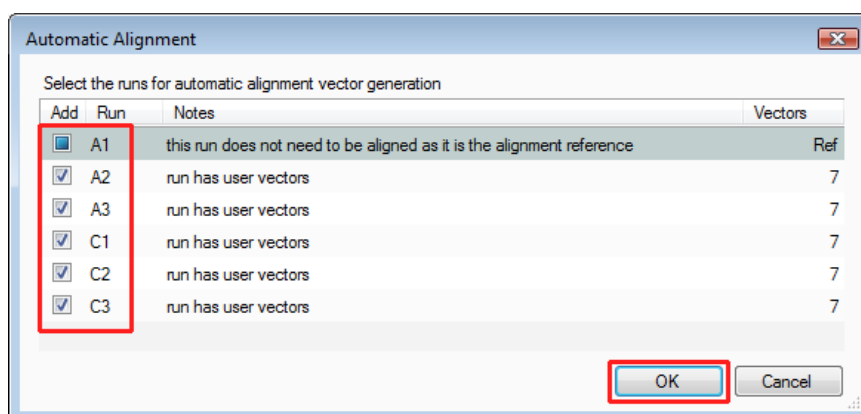 Automatic Alignment
Select the runs for automatic alignment vector generation
Add Run Notes Vectors
A1 this run does not need to be aligned as it is the alignment reference Ref
A2 run has user vectors 7
A3 run has user vectors 7
C1 run has user vectors 7
C2 run has user vectors 7
C3 run has user vectors 7
OK Cancel